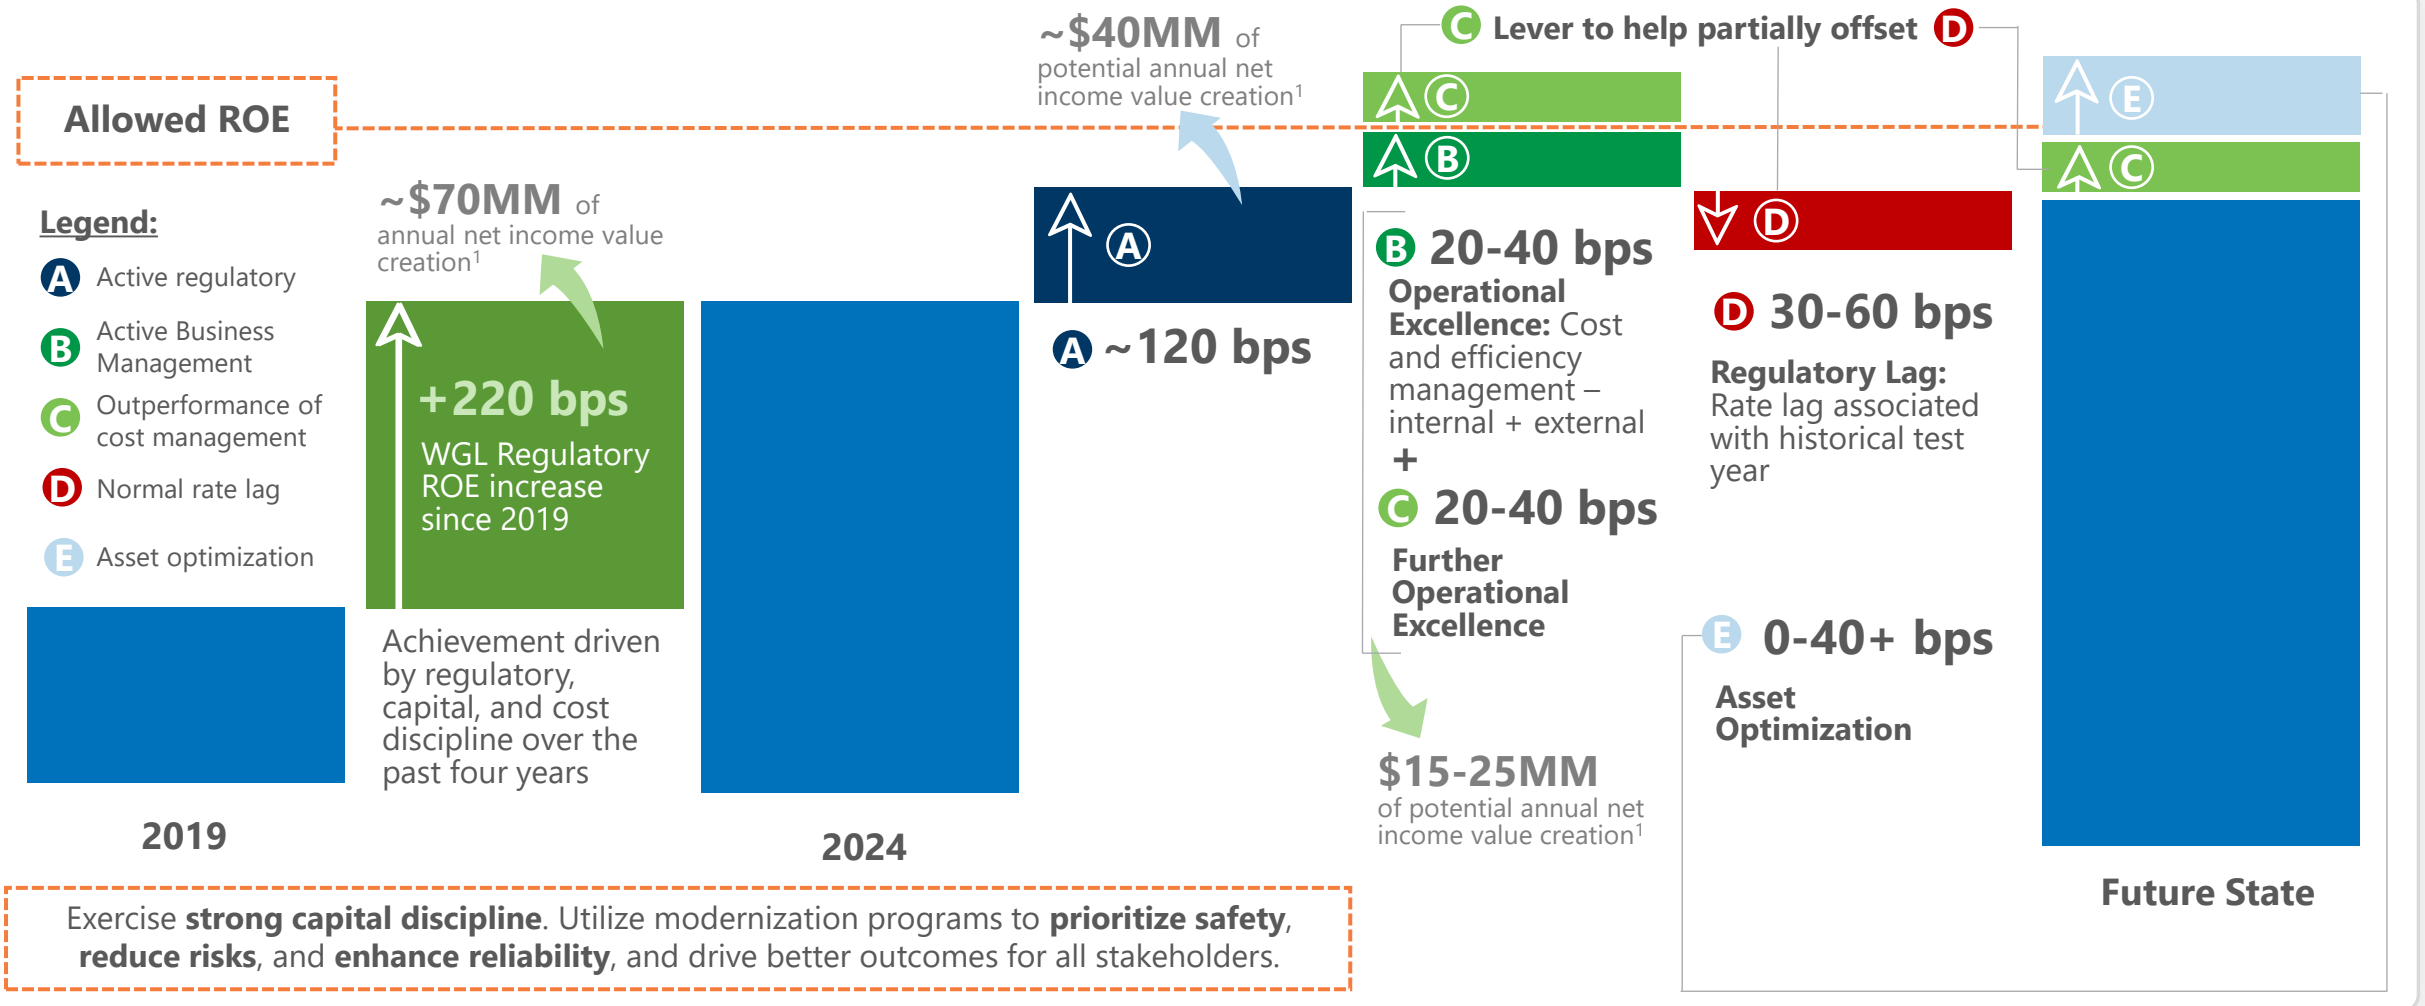 Allowed ROE
Legend:
A Active regulatory
B Active Business
Management
C Outperformance of
cost management
D Normal rate lag
E Asset optimization
2019
~$70MM of
annual net income value
creation¹
+220 bps
WGL Regulatory
ROE increase
since 2019
Achievement driven
by regulatory,
capital, and cost
discipline over the
past four years
2024
~$40MM of
potential annual net
income value creation¹
A
A ~120 bps
C Lever to help partially offset D
C
B
B 20-40 bps
Operational
Excellence: Cost
and efficiency
management –
internal + external
+
C 20-40 bps
Further
Operational
Excellence
$15-25MM
of potential annual net
income value creation¹
D
D 30-60 bps
Regulatory Lag:
Rate lag associated
with historical test
year
E 0-40+ bps
Asset
Optimization
E
C
Future State
Exercise strong capital discipline. Utilize modernization programs to prioritize safety,
reduce risks, and enhance reliability, and drive better outcomes for all stakeholders.